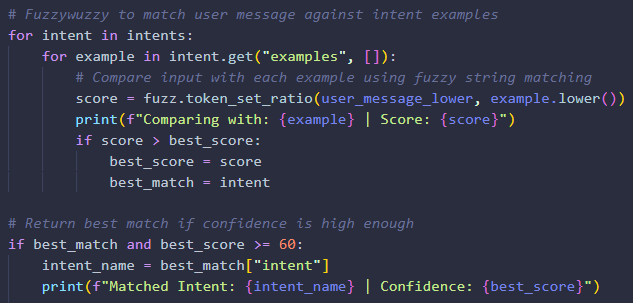 # Fuzzywuzzy to match user message against intent examples
for intent in intents:
    for example in intent.get("examples", []):
        # Compare input with each example using fuzzy string matching
        score = fuzz.token_set_ratio(user_message_lower, example.lower())
        print(f"Comparing with: {example} | Score: {score}")
        if score > best_score:
            best_score = score
            best_match = intent

# Return best match if confidence is high enough
if best_match and best_score >= 60:
    intent_name = best_match["intent"]
    print(f"Matched Intent: {intent_name} | Confidence: {best_score}")